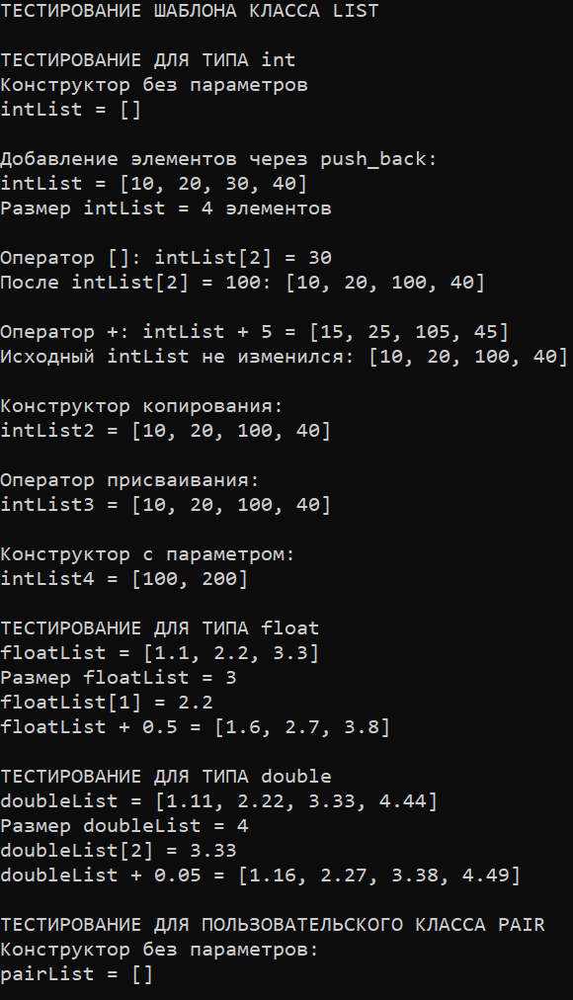 ТЕСТИРОВАНИЕ ШАБЛОНА КЛАССА LIST
ТЕСТИРОВАНИЕ ДЛЯ ТИПА int
Конструктор без параметров
intList = []
Добавление элементов через push_back:
intList = [10, 20, 30, 40]
Размер intList = 4 элементов
Оператор []: intList[2] = 30
После intList[2] = 100: [10, 20, 100, 40]
Оператор +: intList + 5 = [15, 25, 105, 45]
Исходный intList не изменился: [10, 20, 100, 40]
Конструктор копирования:
intList2 = [10, 20, 100, 40]
Оператор присваивания:
intList3 = [10, 20, 100, 40]
Конструктор с параметром:
intList4 = [100, 200]
ТЕСТИРОВАНИЕ ДЛЯ ТИПА float
floatList = [1.1, 2.2, 3.3]
Размер floatList = 3
floatList[1] = 2.2
floatList + 0.5 = [1.6, 2.7, 3.8]
ТЕСТИРОВАНИЕ ДЛЯ ТИПА double
doubleList = [1.11, 2.22, 3.33, 4.44]
Размер doubleList = 4
doubleList[2] = 3.33
doubleList + 0.05 = [1.16, 2.27, 3.38, 4.49]
ТЕСТИРОВАНИЕ ДЛЯ ПОЛЬЗОВАТЕЛЬСКОГО КЛАССА PAIR
Конструктор без параметров:
pairList = []